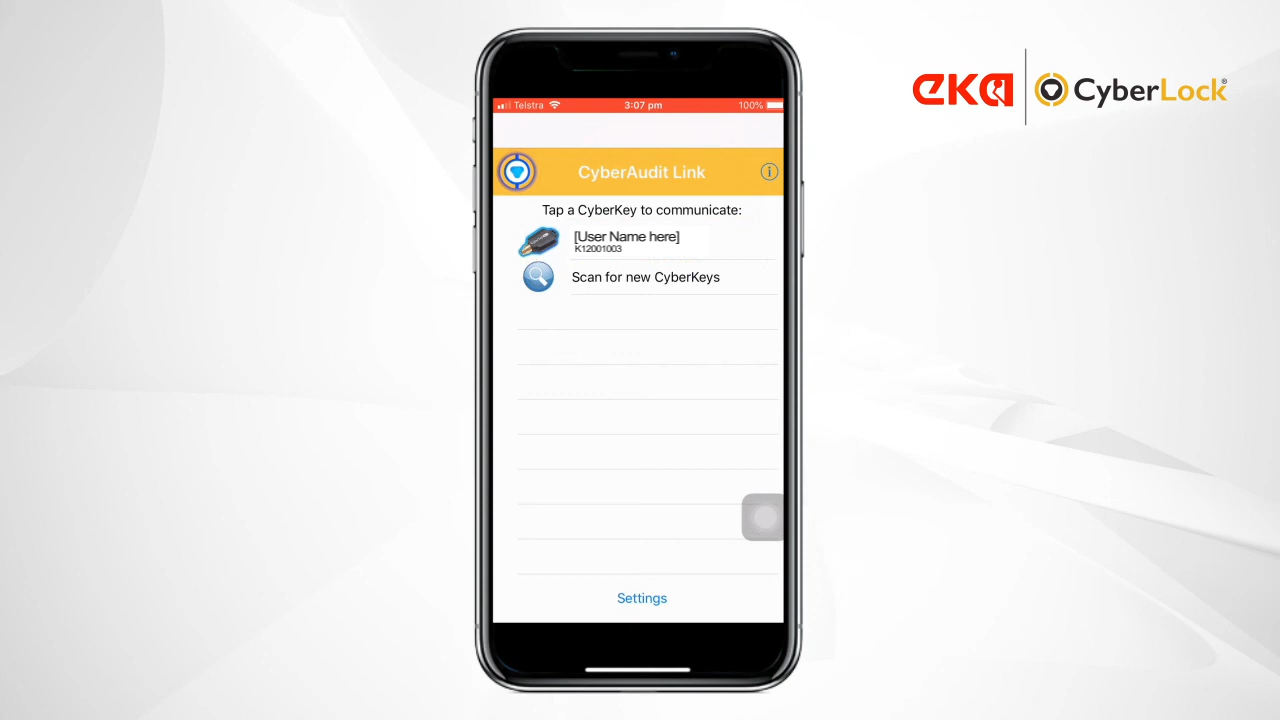 EKA
CyberLock®
Telstra
3:07 pm
100%
CyberAudit Link
Tap a CyberKey to communicate:
[User Name here]
K12001003
Scan for new CyberKeys
Settings